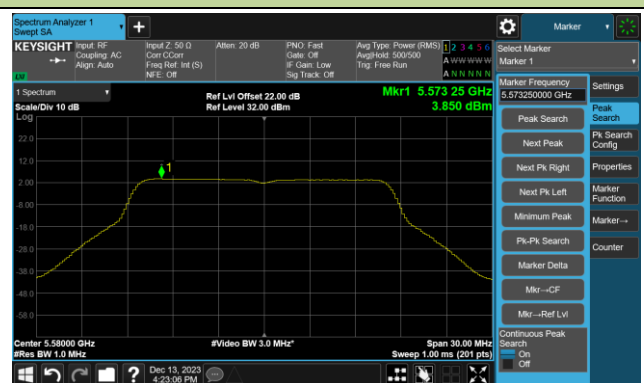 Spectrum Analyzer 1
Swept SA
Marker
KEYSIGHT
Input: RF
Coupling: AC
Align: Auto
Input Z: 50 Ω
Corr CCorr
Freq Ref: Int (S)
NFE: Off
Atten: 20 dB
PNO: Fast
Gate: Off
IF Gain: Low
Sig Track: Off
Avg Type: Power (RMS)
Avg|Hold: 500/500
Trig: Free Run
1 2 3 4 5 6
A W W W W W
A N N N N N
LW
Select Marker
Marker 1
1 Spectrum
Scale/Div 10 dB
Log
Ref Lvl Offset 22.00 dB
Ref Level 32.00 dBm
Mkr1 5.573 25 GHz
3.850 dBm
Marker Frequency
5.573250000 GHz
Settings
Peak Search
Peak
Search
Next Peak
Pk Search
Config
Next Pk Right
Properties
Next Pk Left
Marker
Function
Minimum Peak
Marker→
Pk-Pk Search
Counter
Marker Delta
Mkr→CF
Mkr→Ref Lvl
Continuous Peak
Search
On
Off
22.0
12.0
2.00
-8.00
-18.0
-28.0
-38.0
-48.0
-58.0
1
Center 5.58000 GHz
#Res BW 1.0 MHz
#Video BW 3.0 MHz*
Span 30.00 MHz
Sweep 1.00 ms (201 pts)
Dec 13, 2023
4:23:06 PM